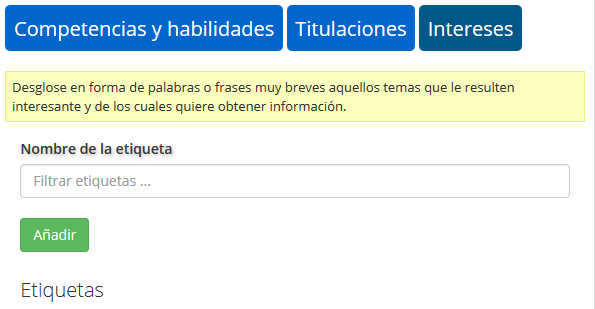 Competencias y habilidades Titulaciones Intereses
Desglose en forma de palabras o frases muy breves aquellos temas que le resulten
interesante y de los cuales quiere obtener información.
Nombre de la etiqueta
Filtrar etiquetas ...
Añadir
Etiquetas